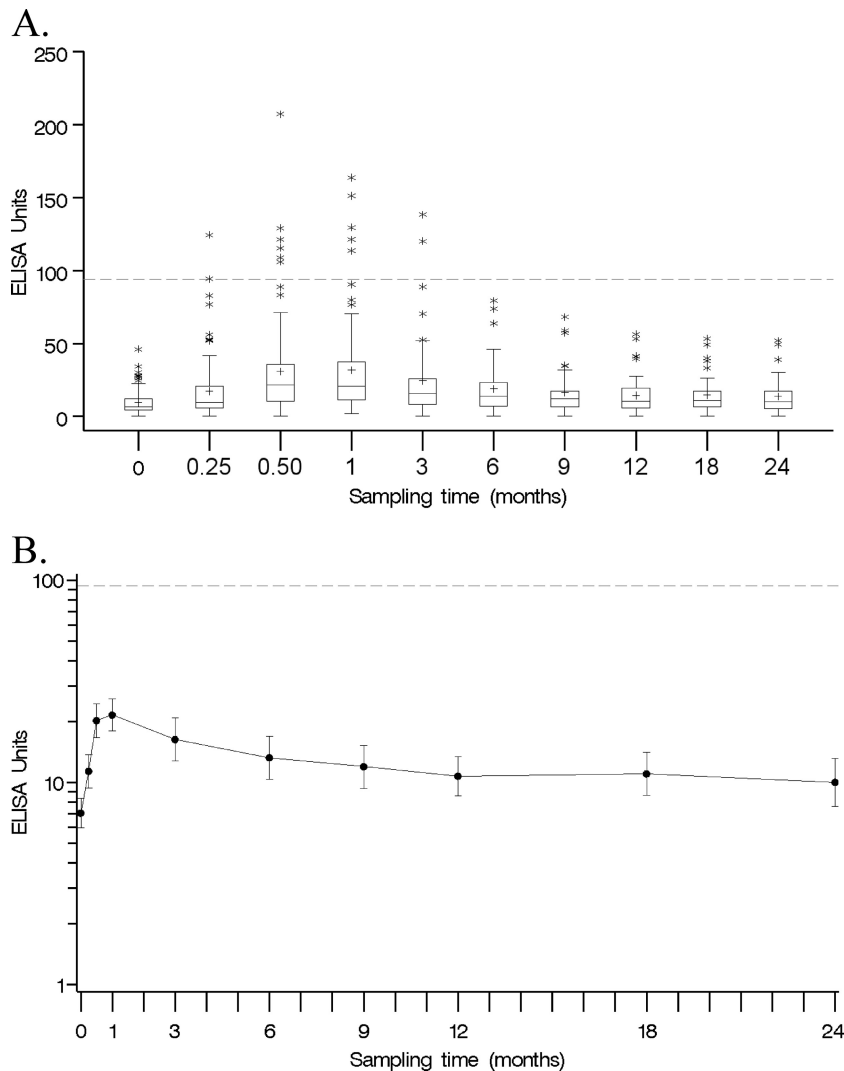 A.
250
200
150
100
50
0
ELISA Units
0 0.25 0.50 1 3 6 9 12 18 24
Sampling time (months)
B.
100
10
1
ELISA Units
0 1 3 6 9 12 18 24
Sampling time (months)